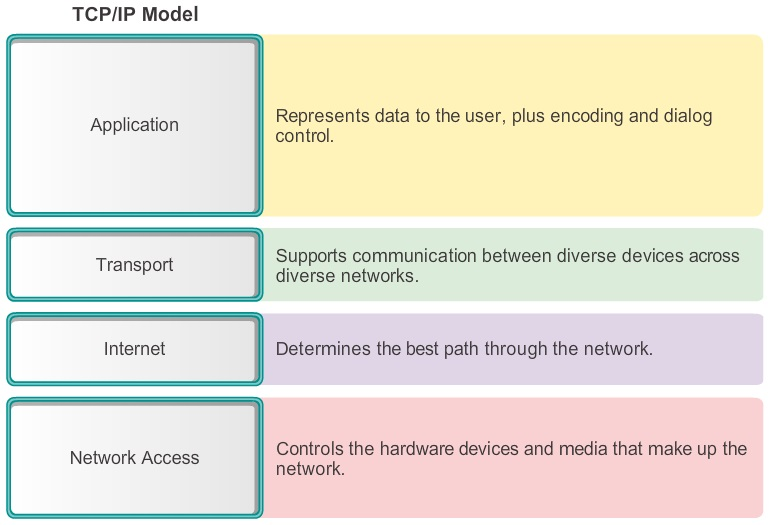 TCP/IP Model
Application
Represents data to the user, plus encoding and dialog
control.
Transport
Supports communication between diverse devices across
diverse networks.
Internet
Determines the best path through the network.
Network Access
Controls the hardware devices and media that make up the
network.